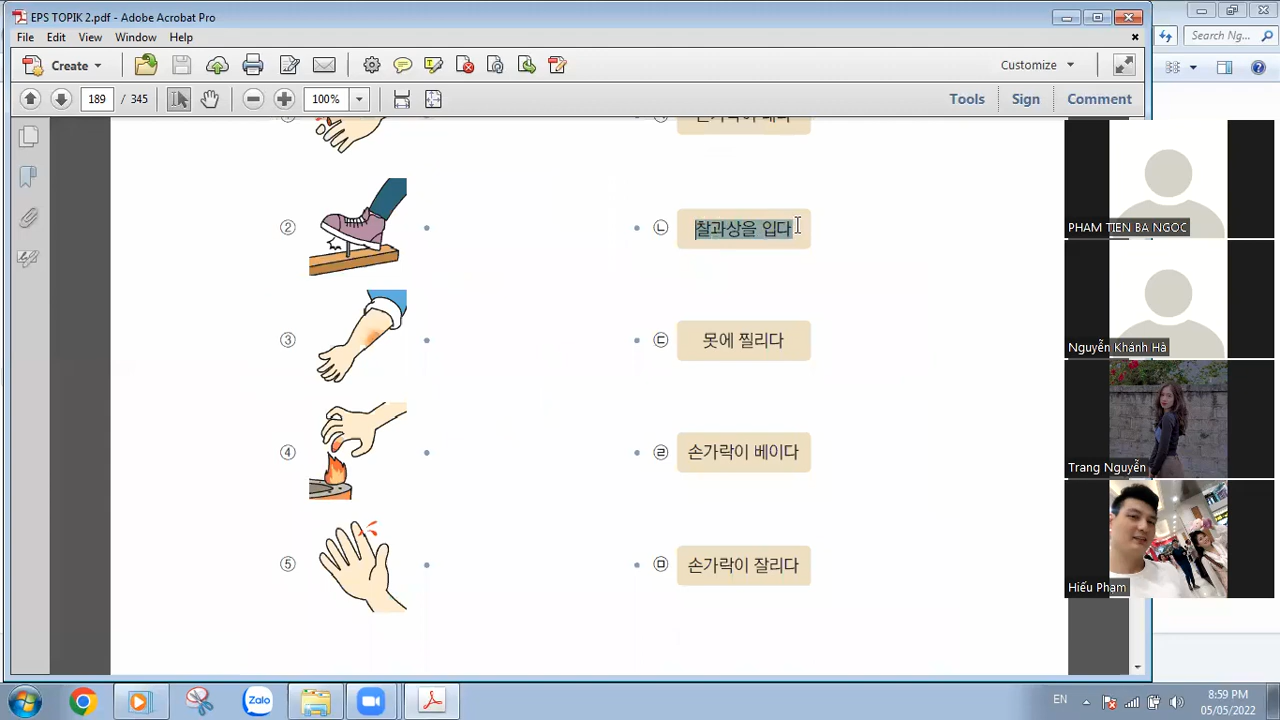 EPS TOPIK 2.pdf - Adobe Acrobat Pro
File Edit View Window Help
Create
Customize
189 / 345
100%
Tools Sign Comment
Search Ng...
② ㉡ 찰과상을 입다
③ ㉢ 못에 찔리다
④ ㉣ 손가락이 베이다
⑤ ㉤ 손가락이 잘리다
PHAM TIEN BA NGOC
Nguyễn Khánh Hà
Trang Nguyễn
Hiếu Phạm
Zalo
EN
8:59 PM
05/05/2022